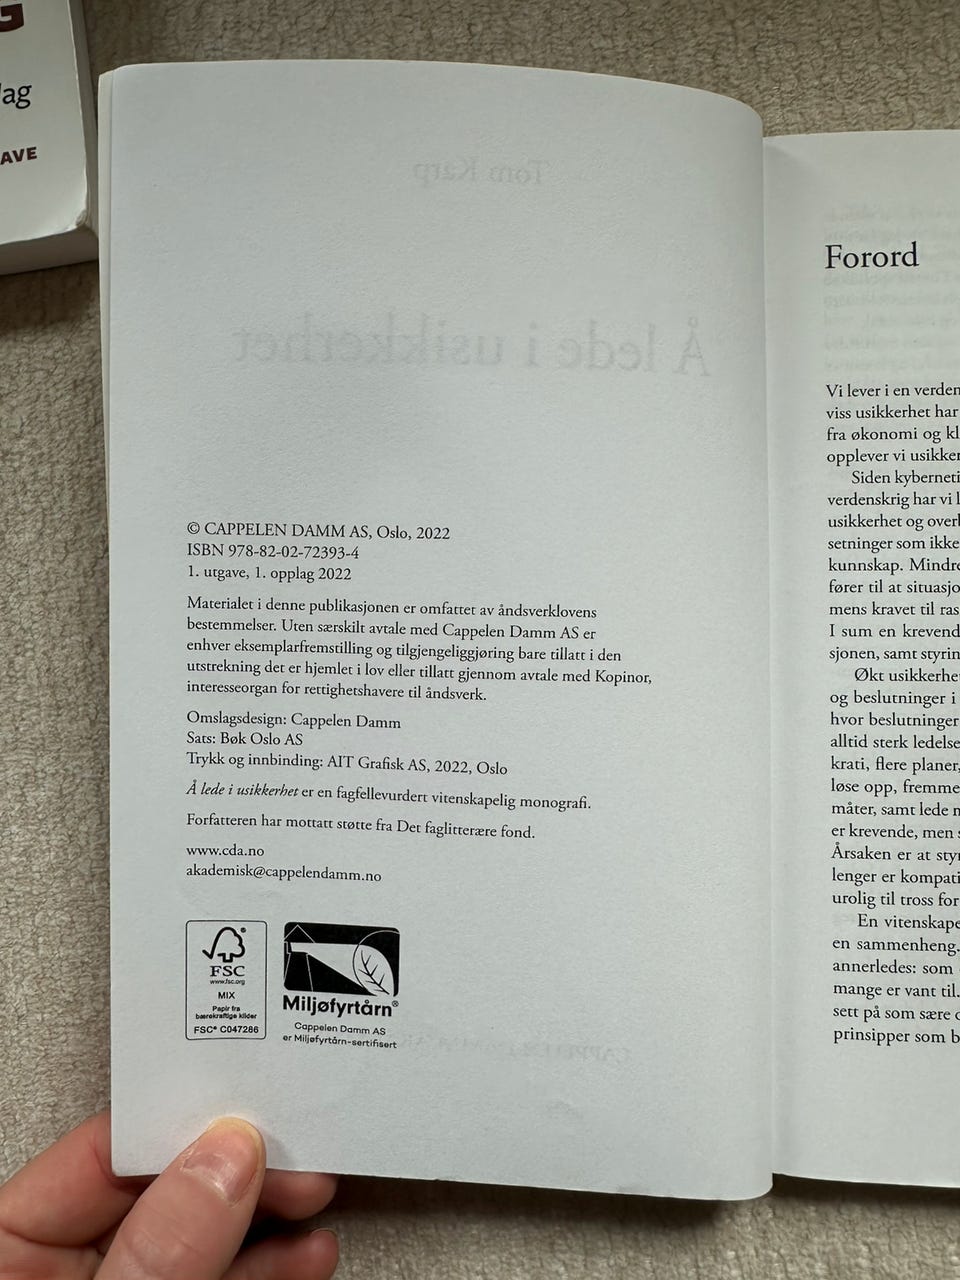 G
lag
AVE
Tom Karp
Å lede i usikkerhet
© CAPPELEN DAMM AS, Oslo, 2022
ISBN 978-82-02-72393-4
1. utgave, 1. opplag 2022
Materialet i denne publikasjonen er omfattet av åndsverklovens
bestemmelser. Uten særskilt avtale med Cappelen Damm AS er
enhver eksemplarfremstilling og tilgjengeliggjøring bare tillatt i den
utstrekning det er hjemlet i lov eller tillatt gjennom avtale med Kopinor,
interesseorgan for rettighetshavere til åndsverk.
Omslagsdesign: Cappelen Damm
Sats: Bøk Oslo AS
Trykk og innbinding: AIT Grafisk AS, 2022, Oslo
Å lede i usikkerhet er en fagfellevurdert vitenskapelig monografi.
Forfatteren har mottatt støtte fra Det faglitterære fond.
www.cda.no
akademisk@cappelendamm.no
FSC
www.fsc.org
MIX
Papir fra
bærekraftige kilder
FSC® C047286
Miljøfyrtårn®
Cappelen Damm AS
er Miljøfyrtårn-sertifisert
Forord
Vi lever i en verden
viss usikkerhet har
fra økonomi og kl
opplever vi usikker
Siden kyberneti
verdenskrig har vi l
usikkerhet og overl
setninger som ikke
kunnskap. Mindre
fører til at situasjo
mens kravet til ras
I sum en krevend
sjonen, samt styrin
Økt usikkerhe
og beslutninger i
hvor beslutninger
alltid sterk ledelse
krati, flere planer,
løse opp, fremme
måter, samt lede n
er krevende, men s
Årsaken er at styr
lenger er kompati
urolig til tross for
En vitenskape
en sammenheng.
annerledes: som
mange er vant til.
sett på som sære o
prinsipper som b